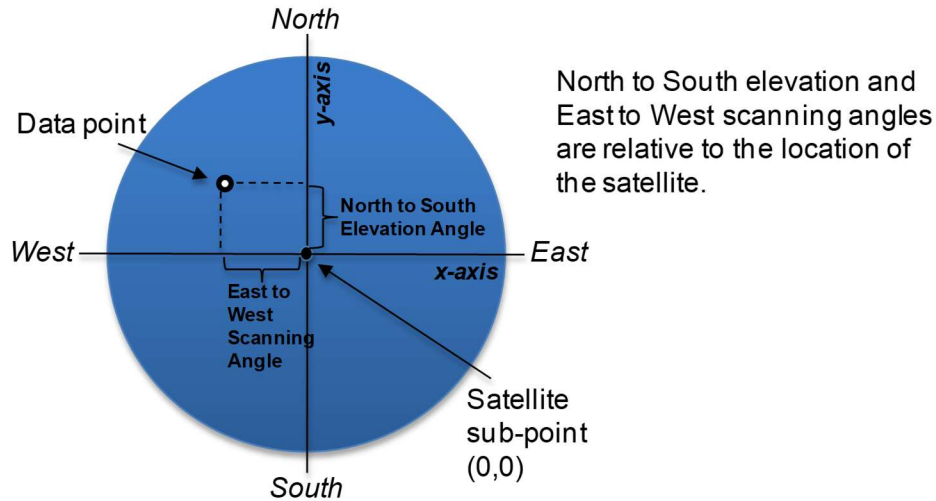 North
y-axis
Data point
North to South elevation and
East to West scanning angles
are relative to the location of
the satellite.
North to South
Elevation Angle
West
East
x-axis
East to
West
Scanning
Angle
Satellite
sub-point
(0,0)
South